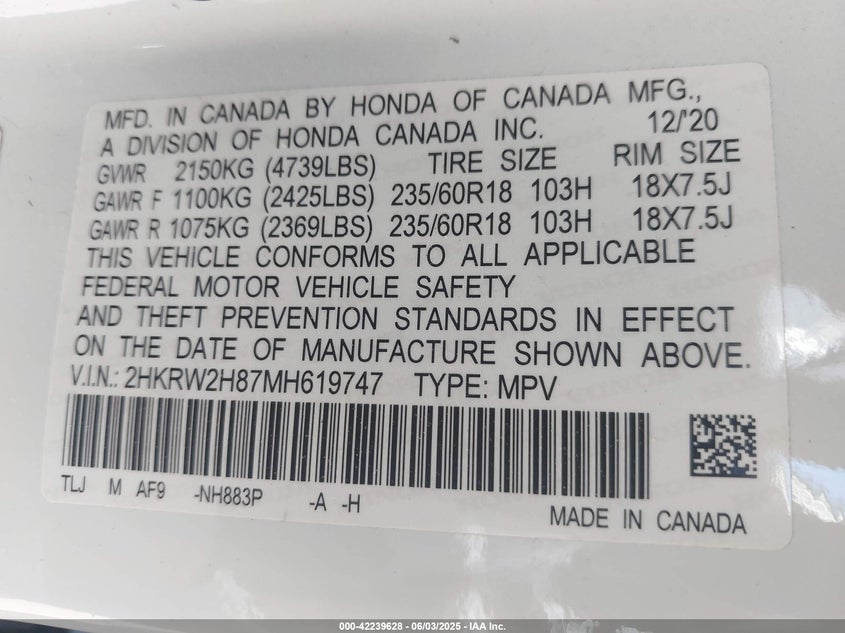 MFD. IN CANADA BY HONDA OF CANADA MFG.,
A DIVISION OF HONDA CANADA INC. 12/'20
GVWR 2150KG (4739LBS) TIRE SIZE RIM SIZE
GAWR F 1100KG (2425LBS) 235/60R18 103H 18X7.5J
GAWR R 1075KG (2369LBS) 235/60R18 103H 18X7.5J
THIS VEHICLE CONFORMS TO ALL APPLICABLE
FEDERAL MOTOR VEHICLE SAFETY
AND THEFT PREVENTION STANDARDS IN EFFECT
ON THE DATE OF MANUFACTURE SHOWN ABOVE.
V.I.N.: 2HKRW2H87MH619747 TYPE: MPV
TLJ M AF9 -NH883P -A -H
MADE IN CANADA
000-42239628 | 06/03/2025 - IAA Inc.